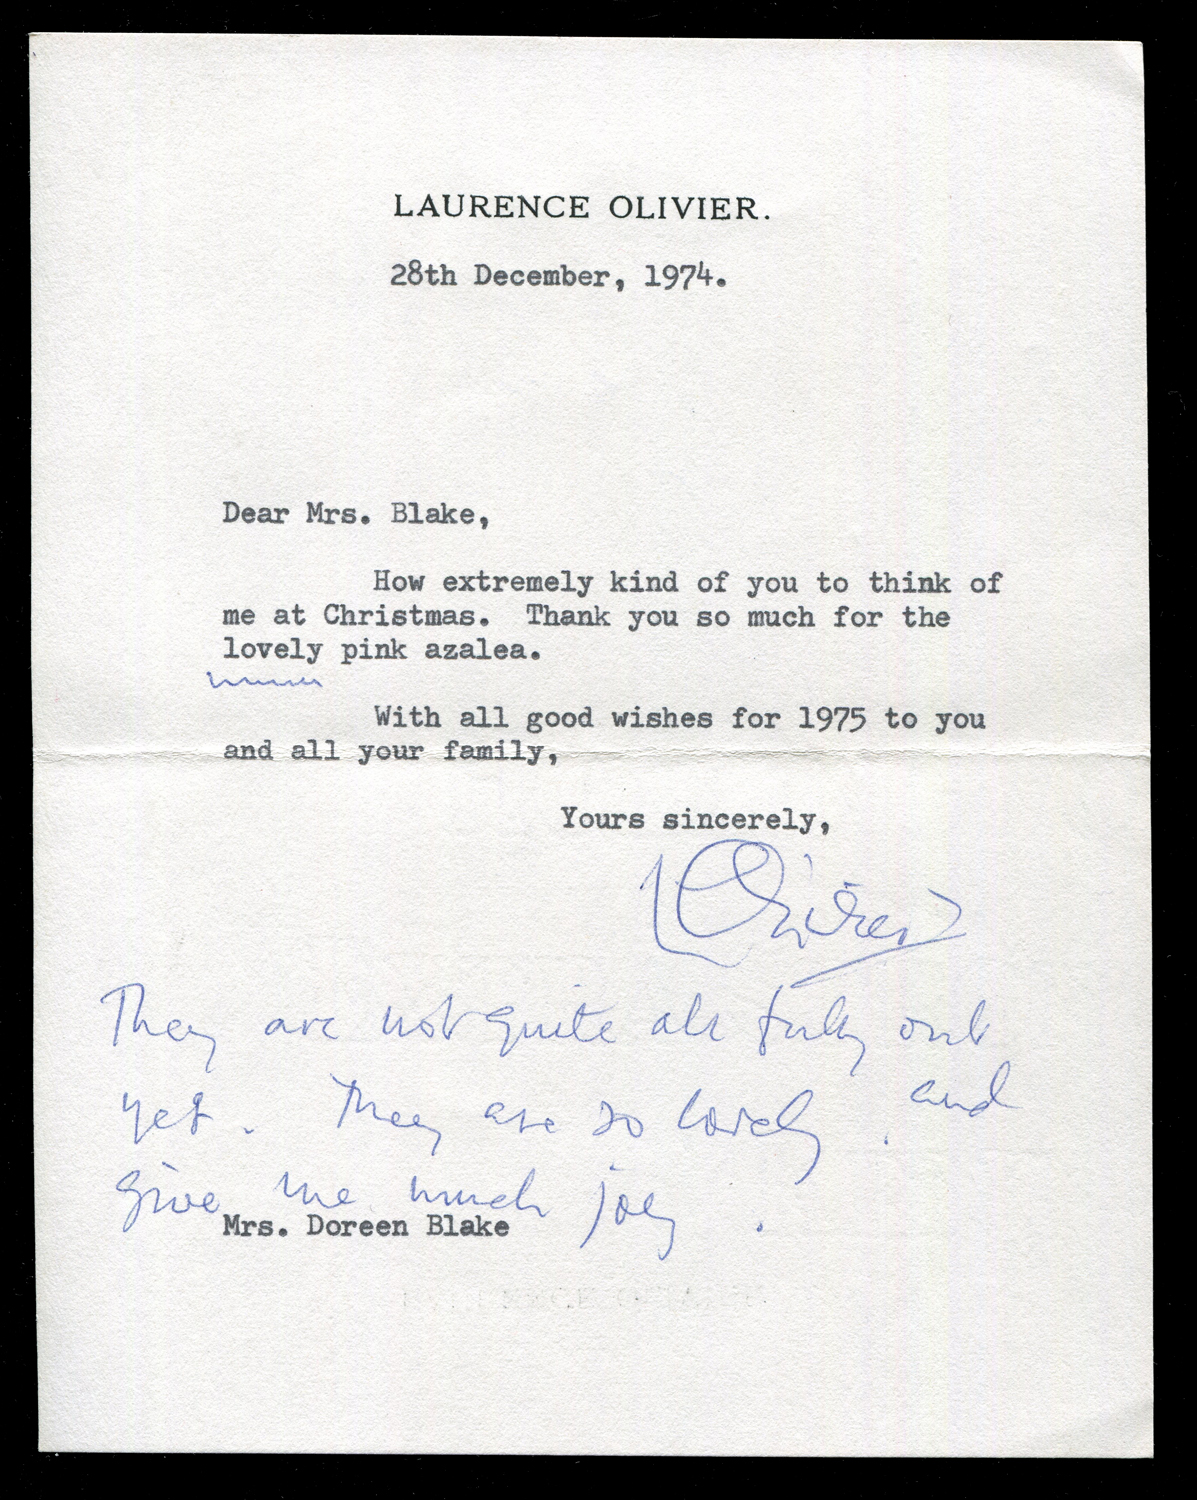 LAURENCE OLIVIER.
28th December, 1974.
Dear Mrs. Blake,
How extremely kind of you to think of
me at Christmas. Thank you so much for the
lovely pink azalea.
With all good wishes for 1975 to you
and all your family,
Yours sincerely,
LOlivier
They are not quite all fully out
yet. They are so lovely, and
give me much joy.
Mrs. Doreen Blake